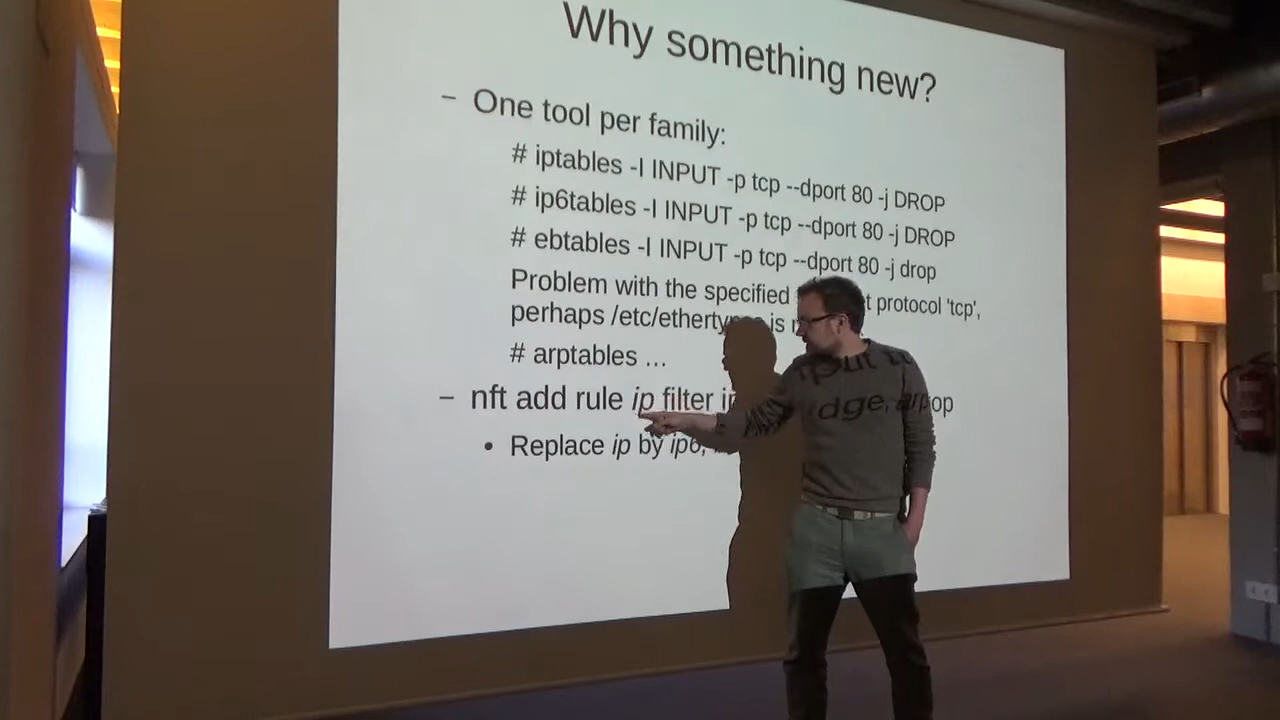 Why something new?
– One tool per family:
# iptables -I INPUT -p tcp --dport 80 -j DROP
# ip6tables -I INPUT -p tcp --dport 80 -j DROP
# ebtables -I INPUT -p tcp --dport 80 -j drop
Problem with the specified protocol 'tcp',
perhaps is
# arptables ...
– nft add rule ip filter
• Replace ip by ip6,